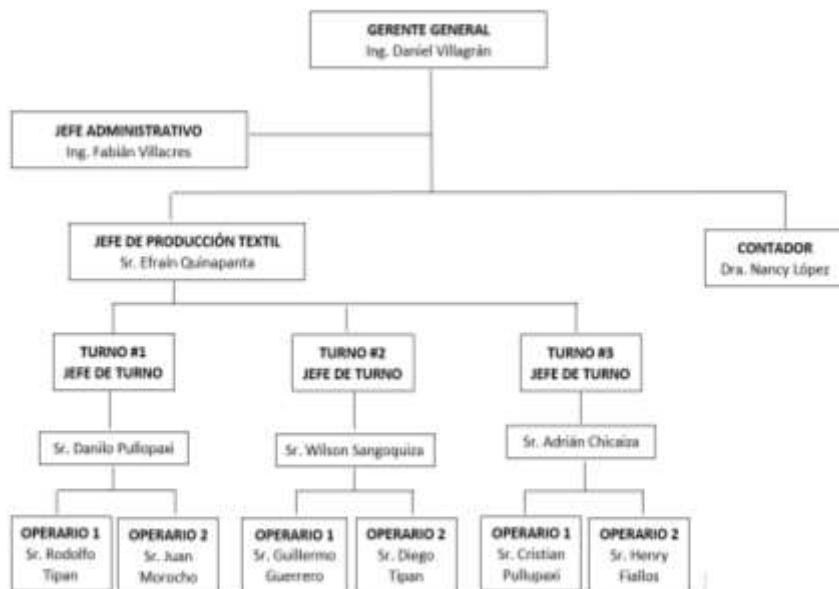 GERENTE GENERAL
Ing. Daniel Villagrán
JEFE ADMINISTRATIVO
Ing. Fabián Villacres
JEFE DE PRODUCCIÓN TEXTIL
Sr. Efraín Quinapanta
CONTADOR
Dra. Nancy López
TURNO #1
JEFE DE TURNO
TURNO #2
JEFE DE TURNO
TURNO #3
JEFE DE TURNO
Sr. Danilo Pullopaxi
Sr. Wilson Sangoquiza
Sr. Adrián Chicaiza
OPERARIO 1
Sr. Rodolfo
Tipan
OPERARIO 2
Sr. Juan
Morocho
OPERARIO 1
Sr. Guillermo
Guerrero
OPERARIO 2
Sr. Diego
Tipan
OPERARIO 1
Sr. Cristian
Pullupaxi
OPERARIO 2
Sr. Henry
Fiallos